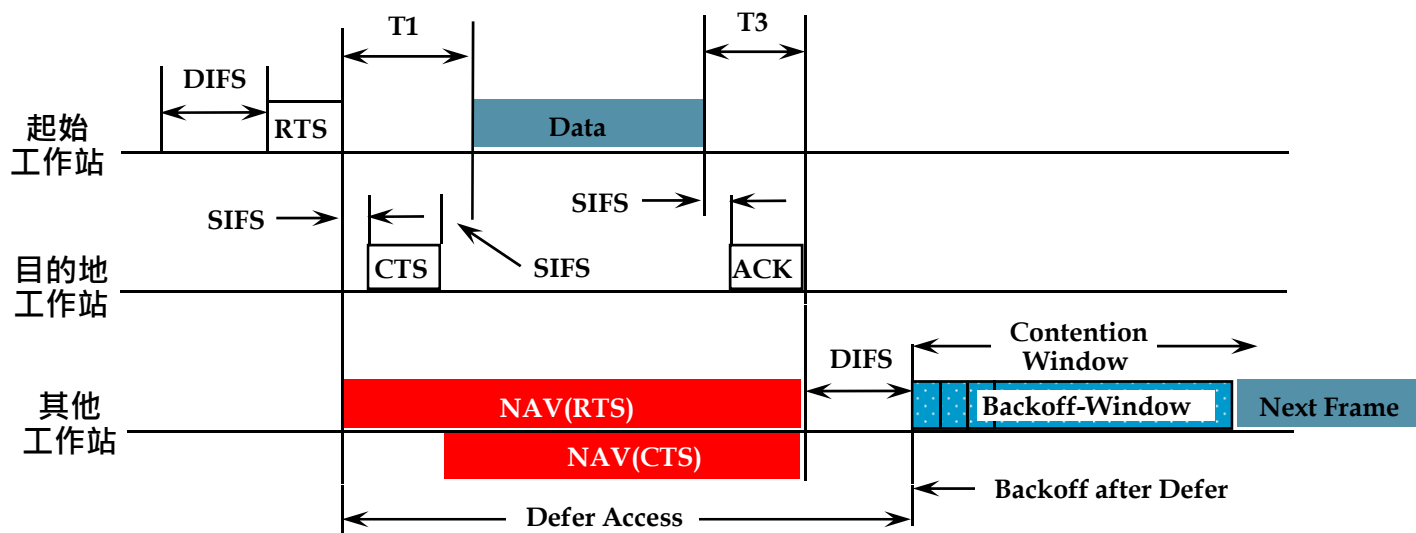 T1
T3
DIFS
RTS
Data
起始
工作站
SIFS
SIFS
CTS
SIFS
ACK
目的地
工作站
Contention
Window
DIFS
NAV(RTS)
Backoff-Window
Next Frame
其他
工作站
NAV(CTS)
Backoff after Defer
Defer Access